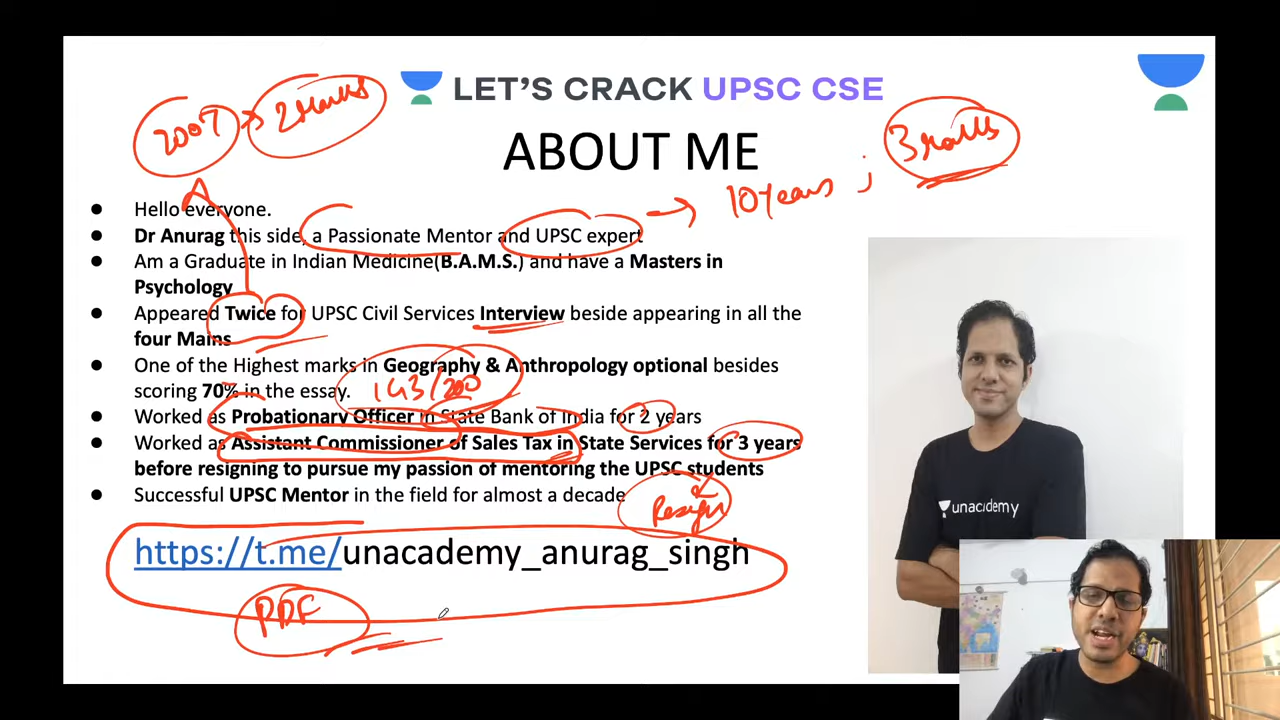 LET'S CRACK UPSC CSE
2007 → 2 Marks
ABOUT ME
3 ranks
10 years ;
● Hello everyone.
● Dr Anurag this side, a Passionate Mentor and UPSC expert
● Am a Graduate in Indian Medicine(B.A.M.S.) and have a Masters in
Psychology
● Appeared Twice for UPSC Civil Services Interview beside appearing in all the
four Mains
● One of the Highest marks in Geography & Anthropology optional besides
scoring 70% in the essay.
143/200
● Worked as Probationary Officer in State Bank of India for 2 years
● Worked as Assistant Commissioner of Sales Tax in State Services for 3 years
before resigning to pursue my passion of mentoring the UPSC students
● Successful UPSC Mentor in the field for almost a decade
Resign
https://t.me/unacademy_anurag_singh
PDF
unacademy